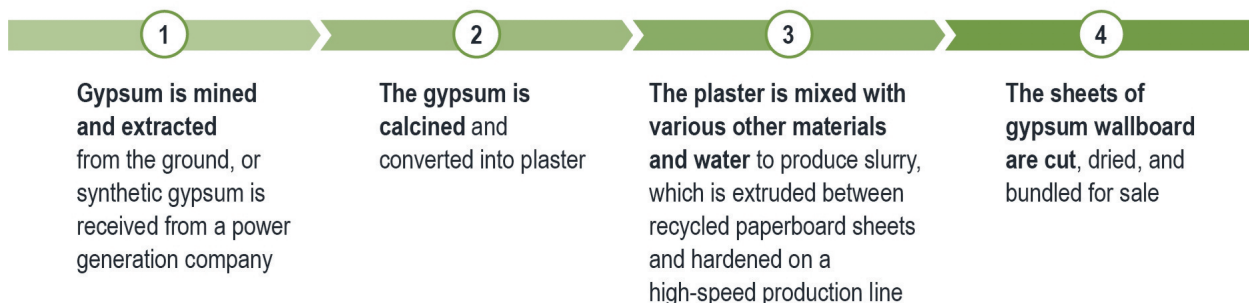 1
Gypsum is mined
and extracted
from the ground, or
synthetic gypsum is
received from a power
generation company
2
The gypsum is
calcined and
converted into plaster
3
The plaster is mixed with
various other materials
and water to produce slurry,
which is extruded between
recycled paperboard sheets
and hardened on a
high-speed production line
4
The sheets of
gypsum wallboard
are cut, dried, and
bundled for sale